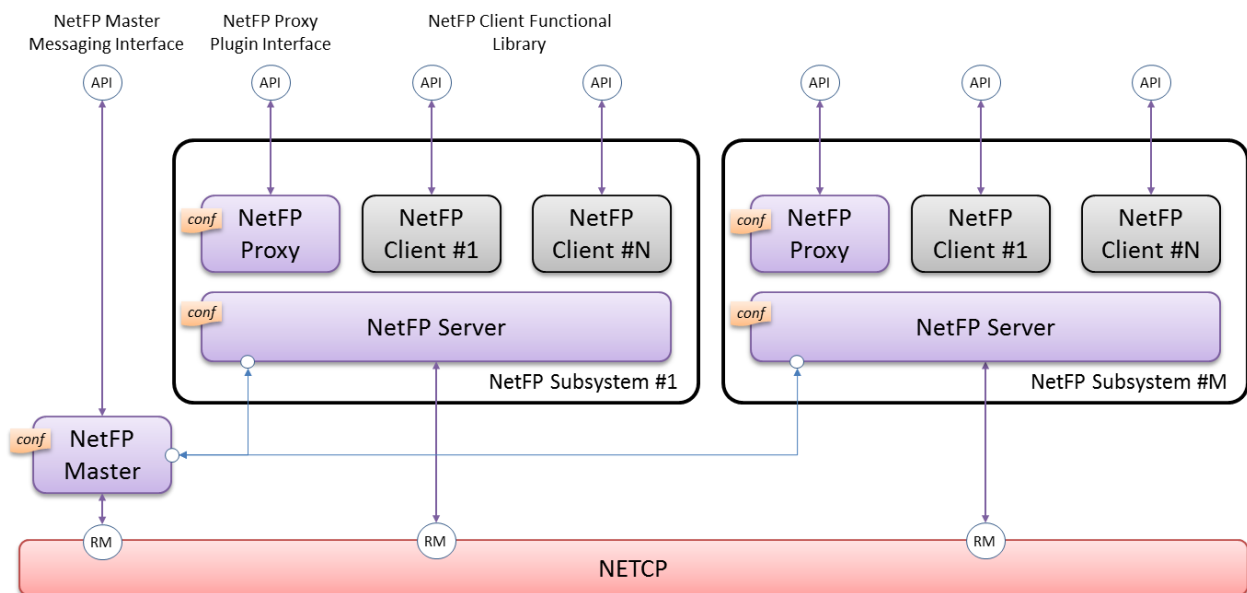 NetFP Master
Messaging Interface
NetFP Proxy
Plugin Interface
NetFP Client Functional
Library
API
API
API
API
API
API
API
conf
NetFP
Proxy
NetFP
Client #1
NetFP
Client #N
conf
NetFP Server
NetFP Subsystem #1
conf
NetFP
Proxy
NetFP
Client #1
NetFP
Client #N
conf
NetFP Server
NetFP Subsystem #M
conf
NetFP
Master
RM
RM
RM
NETCP